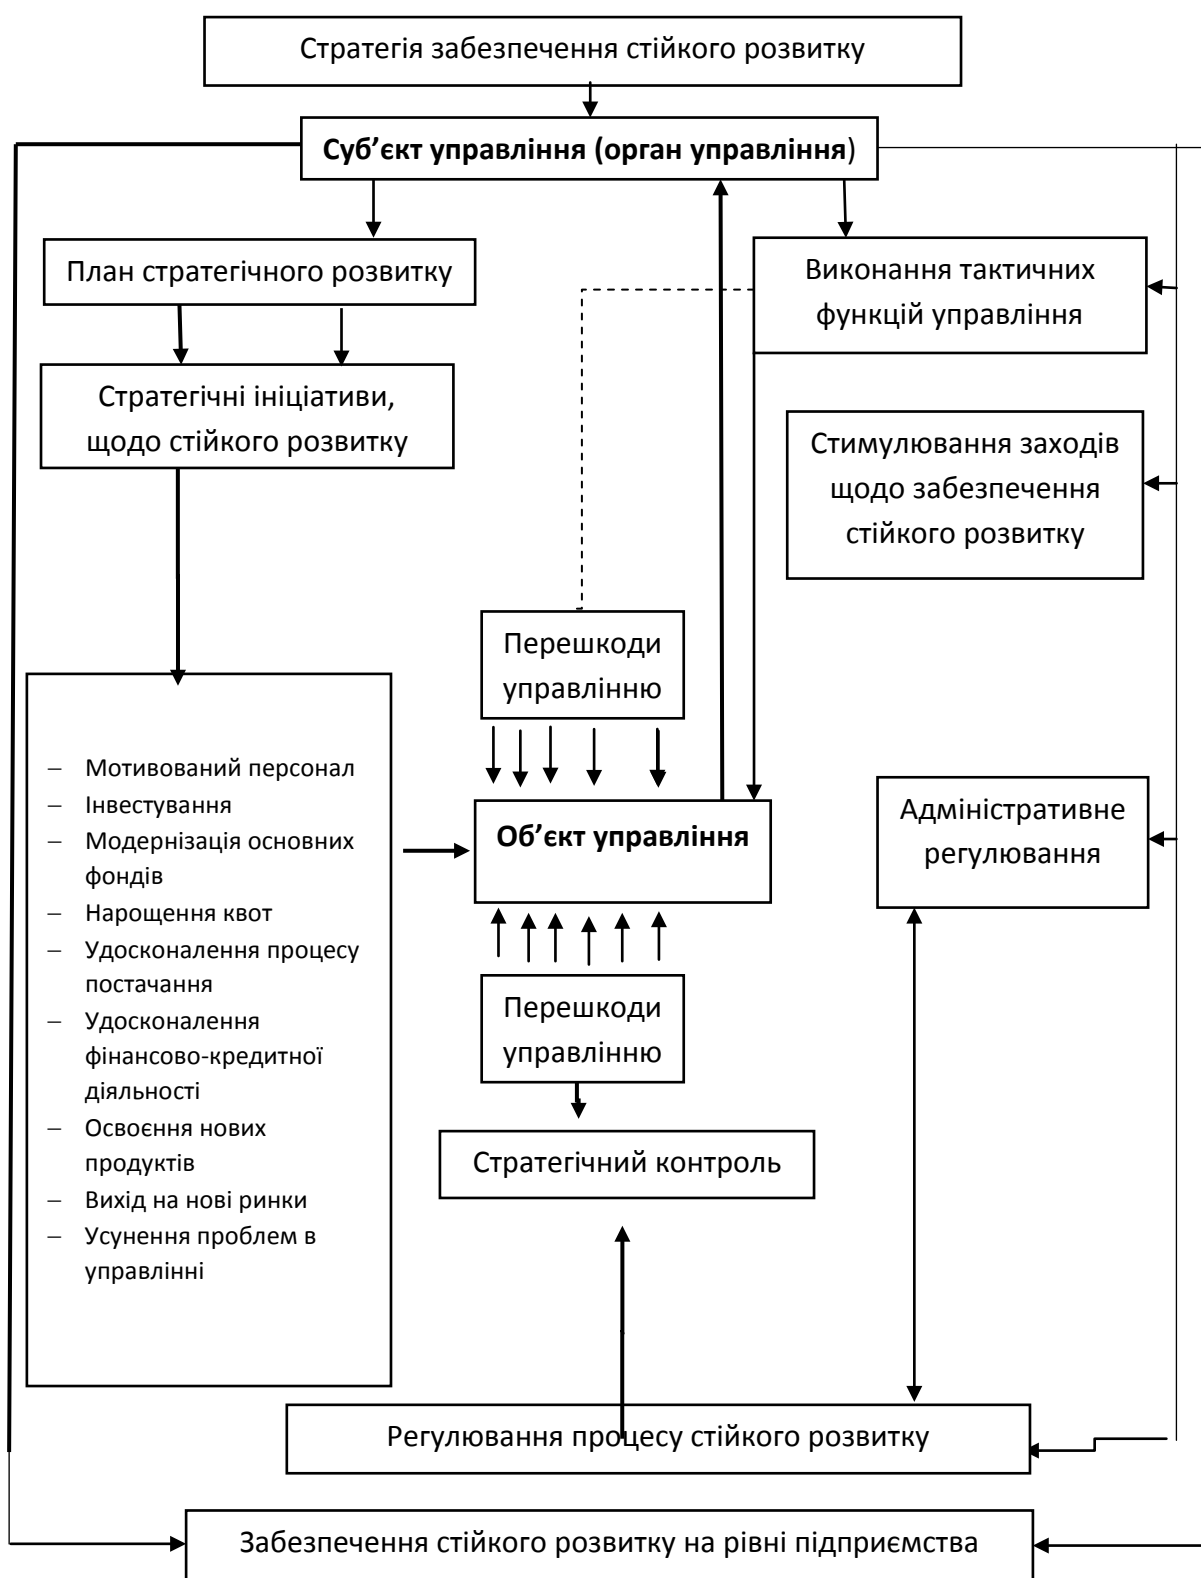 Стратегія забезпечення стійкого розвитку
Суб’єкт управління (орган управління)
План стратегічного розвитку
Виконання тактичних
функцій управління
Стратегічні ініціативи,
щодо стійкого розвитку
Стимулювання заходів
щодо забезпечення
стійкого розвитку
Перешкоди
управлінню
– Мотивований персонал
– Інвестування
– Модернізація основних
фондів
– Нарощення квот
– Удосконалення процесу
постачання
– Удосконалення
фінансово-кредитної
діяльності
– Освоєння нових
продуктів
– Вихід на нові ринки
– Усунення проблем в
управлінні
Об’єкт управління
Адміністративне
регулювання
Перешкоди
управлінню
Стратегічний контроль
Регулювання процесу стійкого розвитку
Забезпечення стійкого розвитку на рівні підприємства